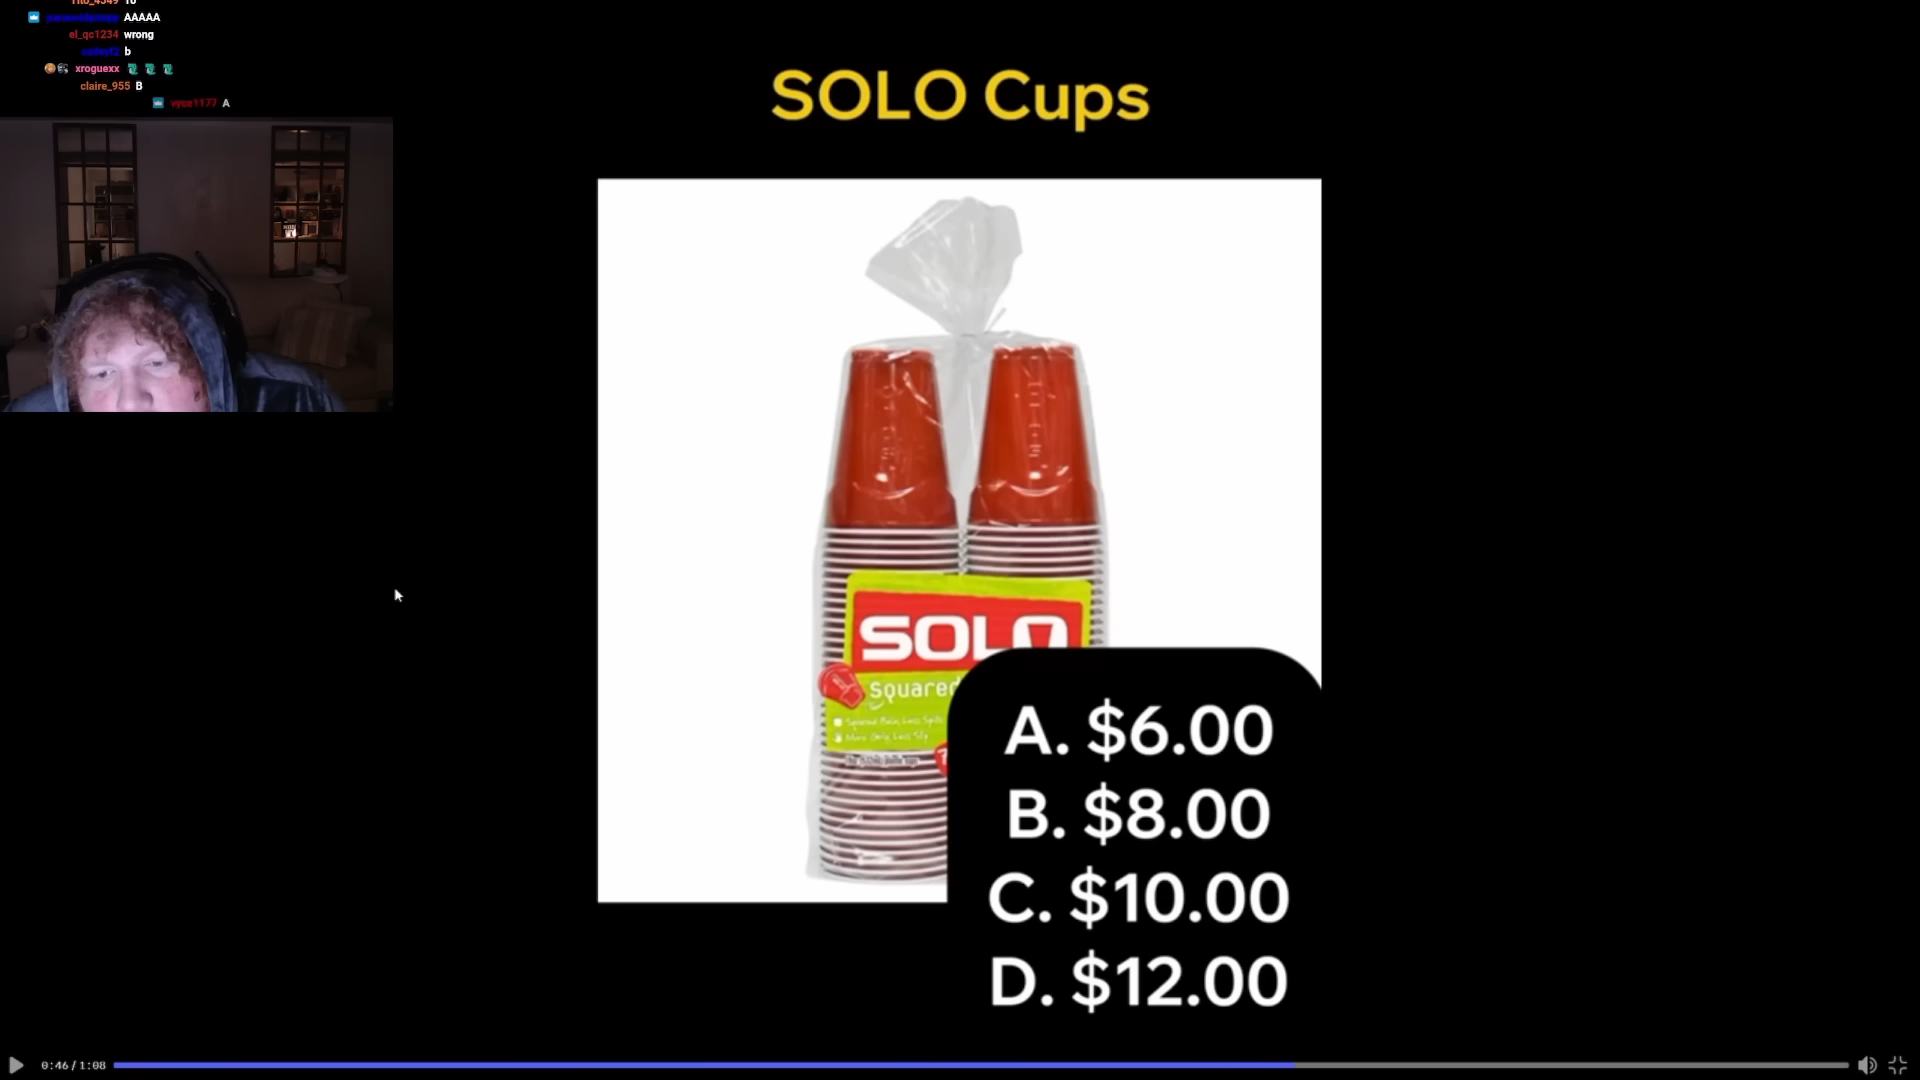 AAAAA
el_qc1234 wrong
b
xroguexx
claire_955 B
vyce1177 A
SOLO Cups
SOLO
squared
A. $6.00
B. $8.00
C. $10.00
D. $12.00
0:46 / 1:08